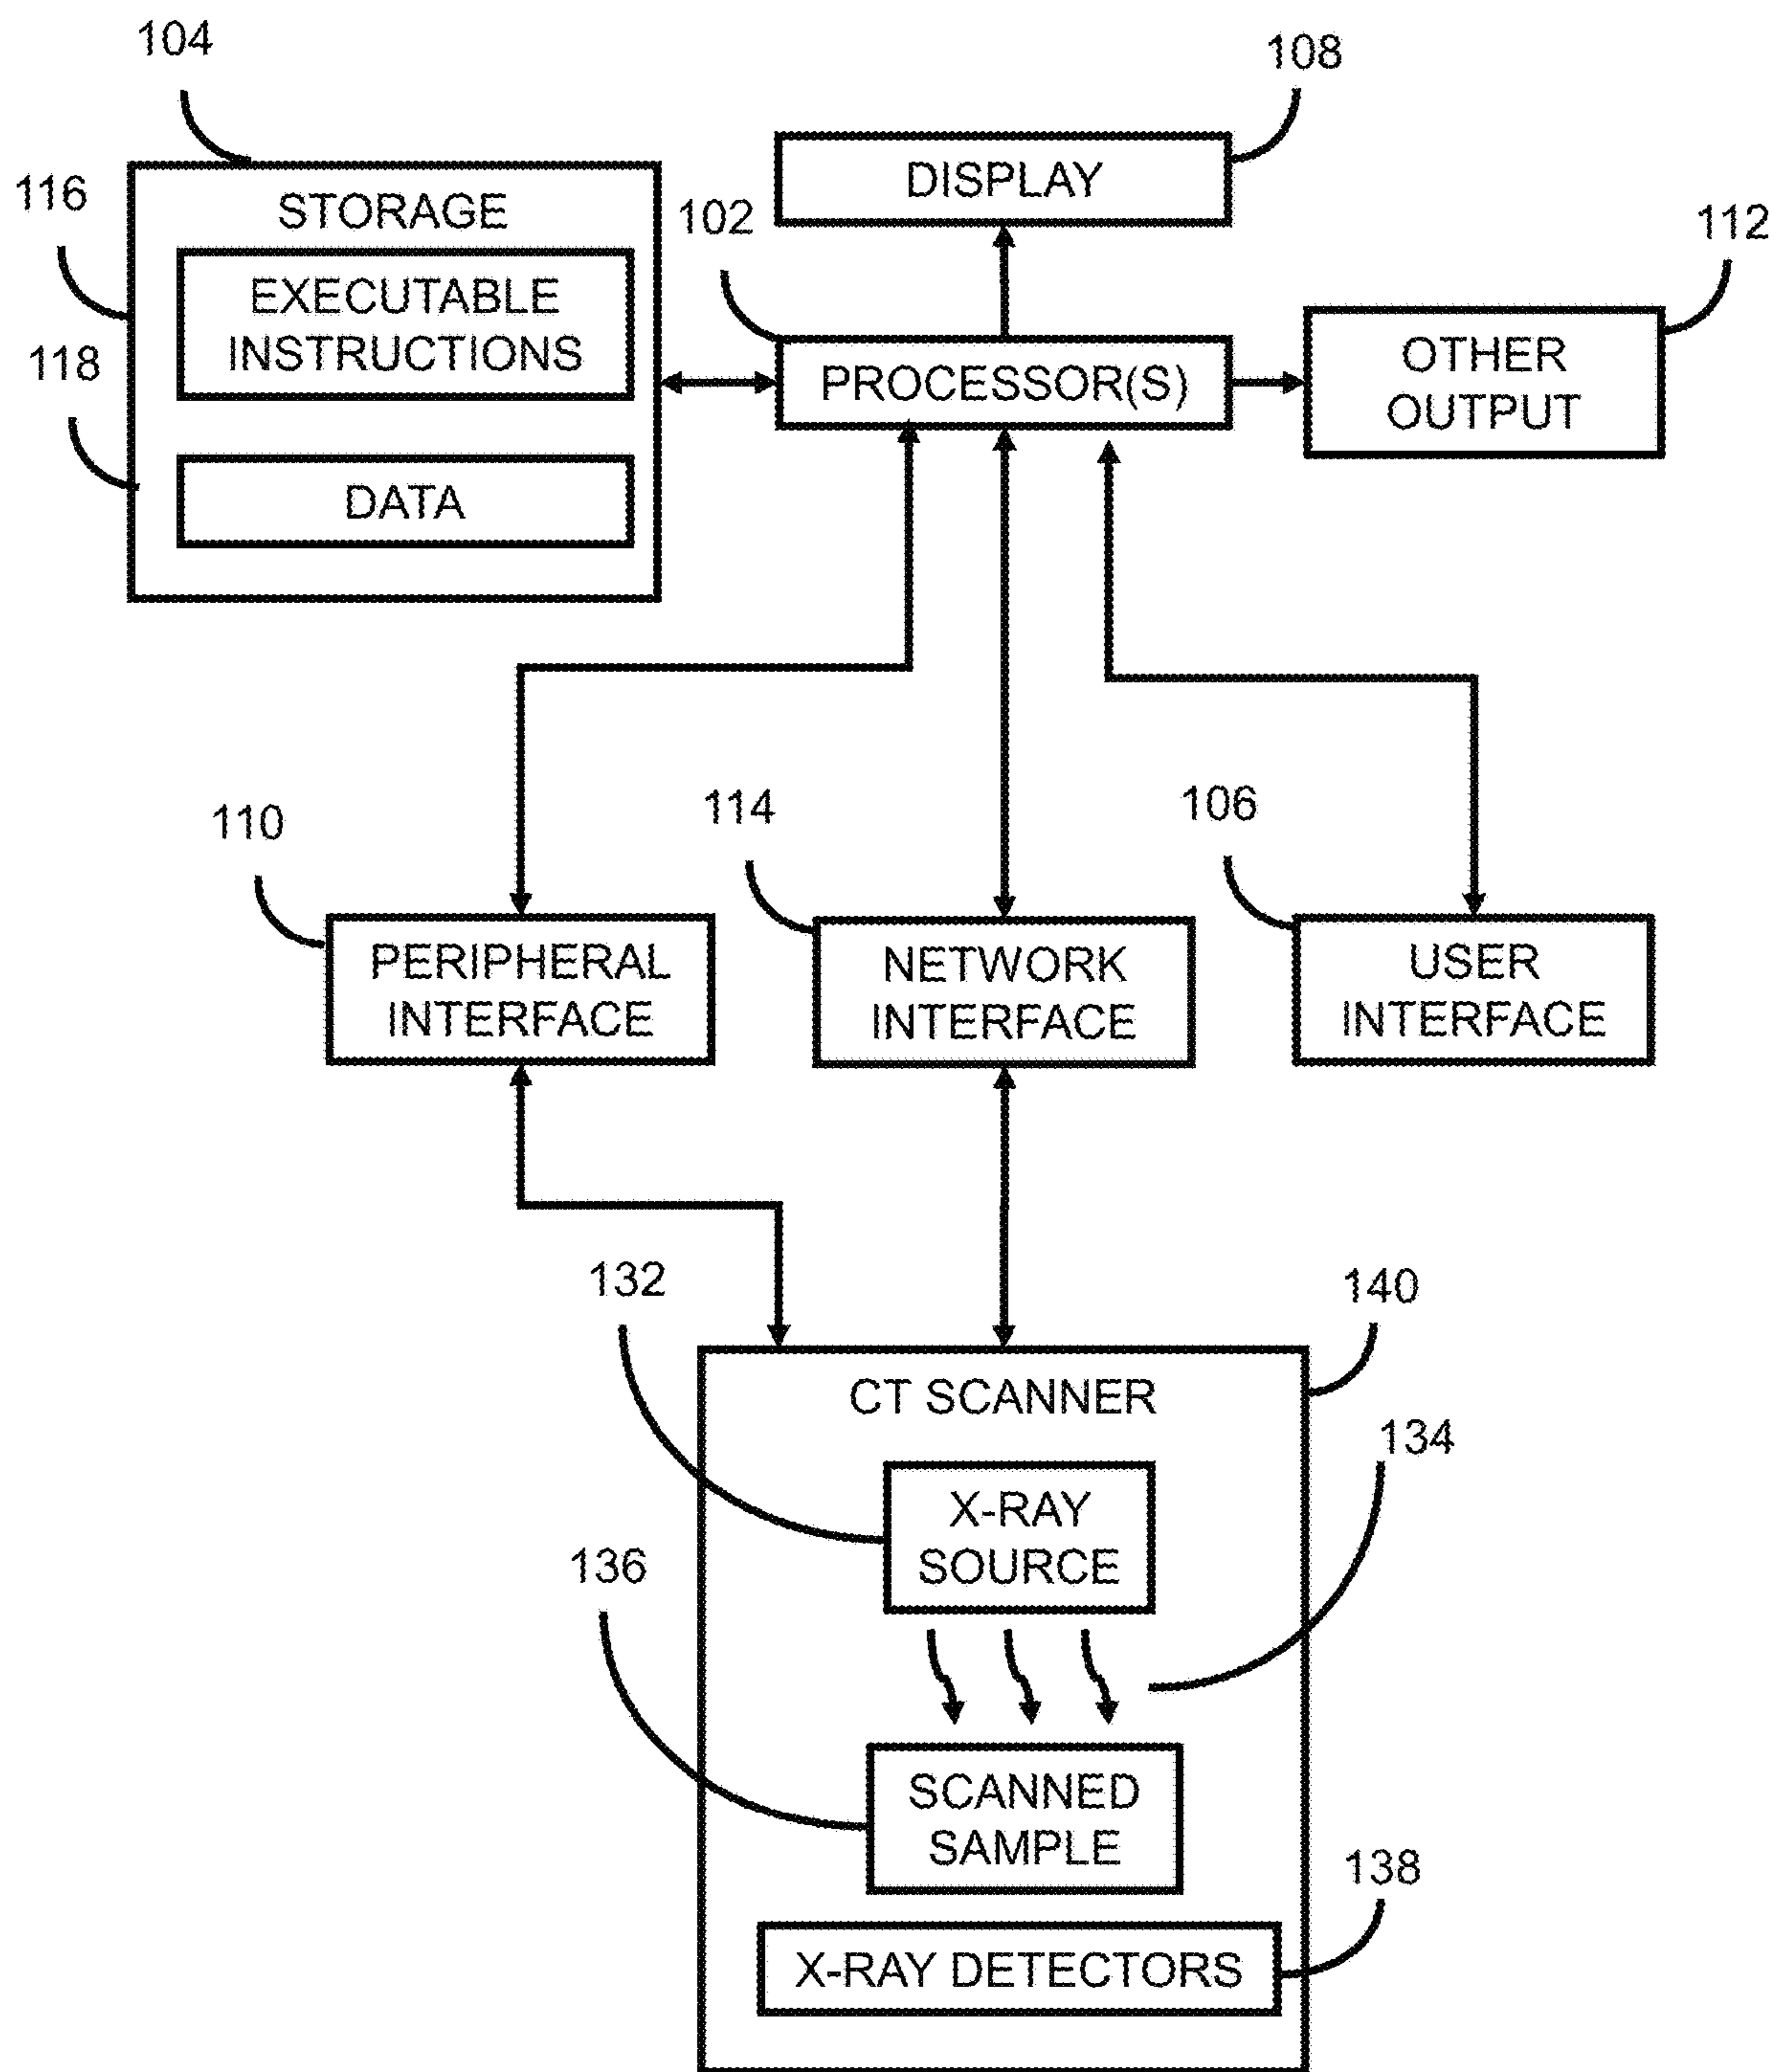 104
108
DISPLAY
116
STORAGE
102
112
EXECUTABLE
INSTRUCTIONS
118
PROCESSOR(S)
OTHER
OUTPUT
DATA
110
114
106
PERIPHERAL
INTERFACE
NETWORK
INTERFACE
USER
INTERFACE
132
140
CT SCANNER
134
X-RAY
SOURCE
136
SCANNED
SAMPLE
138
X-RAY DETECTORS